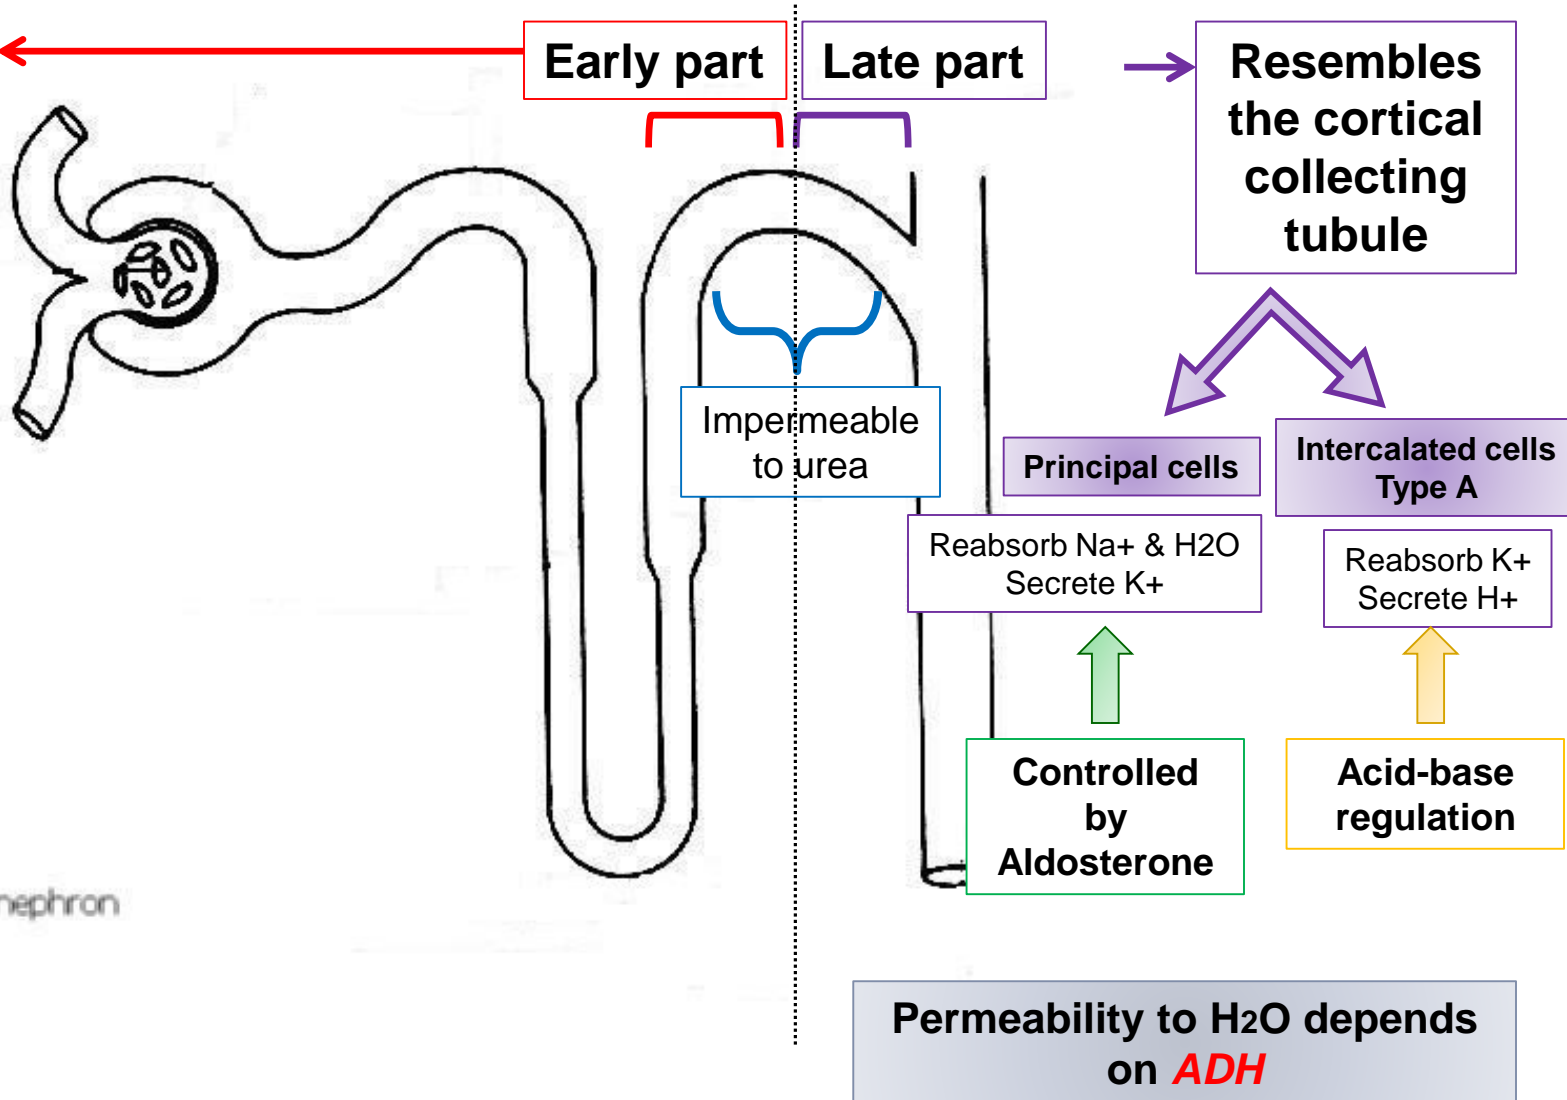 Early part
Late part
Resembles
the cortical
collecting
tubule
Impermeable
to urea
Principal cells
Intercalated cells
Type A
Reabsorb Na+ & H2O
Secrete K+
Reabsorb K+
Secrete H+
Controlled
by
Aldosterone
Acid-base
regulation
nephron
Permeability to H2O depends
on ADH